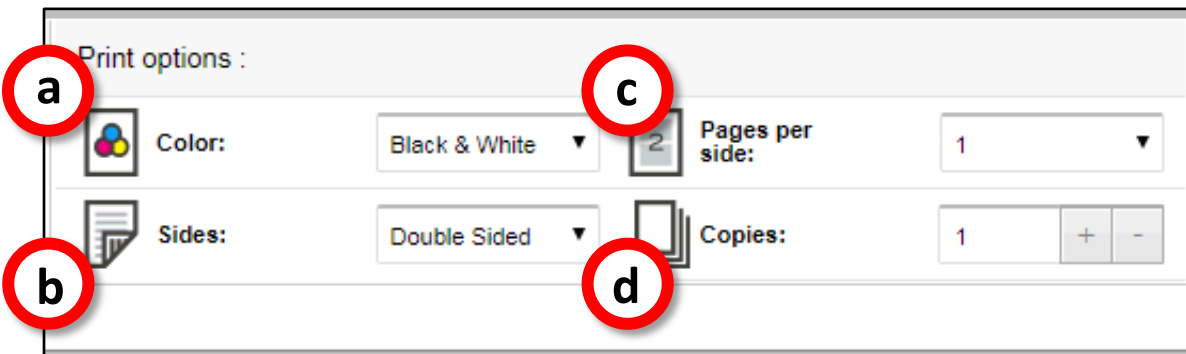 Print options :
a
c
Color:
Black & White
2
Pages per
side:
1
b
Sides:
Double Sided
d
Copies:
1
+
-